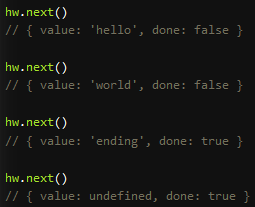 hw.next()
// { value: 'hello', done: false }
hw.next()
// { value: 'world', done: false }
hw.next()
// { value: 'ending', done: true }
hw.next()
// { value: undefined, done: true }